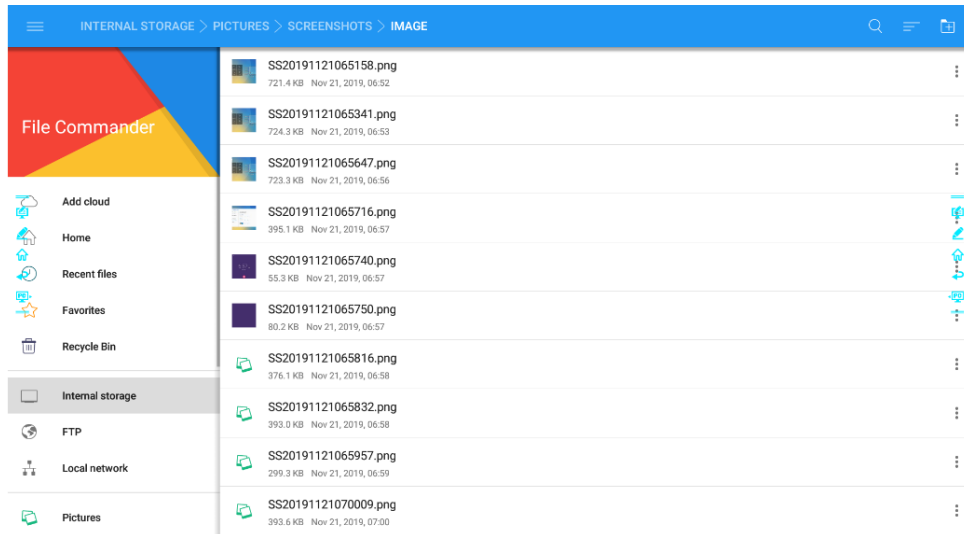 INTERNAL STORAGE > PICTURES > SCREENSHOTS > IMAGE
File Commander
Add cloud
Home
Recent files
Favorites
Recycle Bin
Internal storage
FTP
Local network
Pictures
SS20191121065158.png
721.4 KB Nov 21, 2019, 06:52
SS20191121065341.png
724.3 KB Nov 21, 2019, 06:53
SS20191121065647.png
723.3 KB Nov 21, 2019, 06:56
SS20191121065716.png
395.1 KB Nov 21, 2019, 06:57
SS20191121065740.png
55.3 KB Nov 21, 2019, 06:57
SS20191121065750.png
80.2 KB Nov 21, 2019, 06:57
SS20191121065816.png
376.1 KB Nov 21, 2019, 06:58
SS20191121065832.png
393.0 KB Nov 21, 2019, 06:58
SS20191121065957.png
299.3 KB Nov 21, 2019, 06:59
SS20191121070009.png
393.6 KB Nov 21, 2019, 07:00